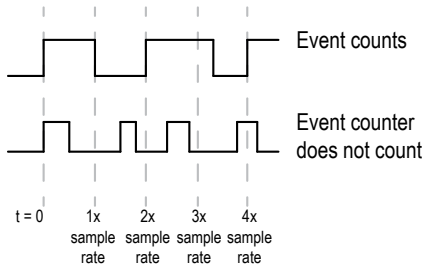 Event counts
Event counter
does not count
t = 0 1x 2x 3x 4x
sample sample sample sample
rate rate rate rate